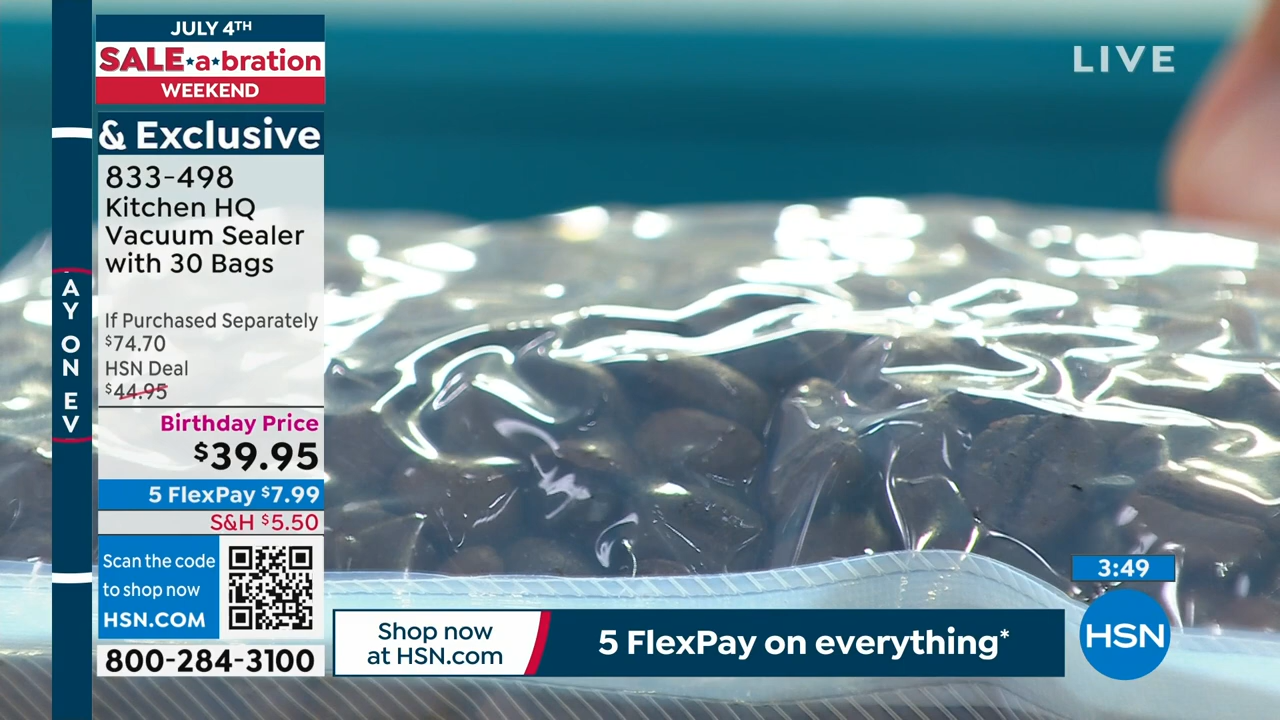 JULY 4TH
SALE★a★bration
WEEKEND
LIVE
& Exclusive
833-498
Kitchen HQ
Vacuum Sealer
with 30 Bags
If Purchased Separately
$74.70
HSN Deal
$44.95
Birthday Price
$39.95
5 FlexPay $7.99
S&H $5.50
Scan the code
to shop now
HSN.COM
800-284-3100
AY ON EV
Shop now
at HSN.com
5 FlexPay on everything*
3:49
HSN